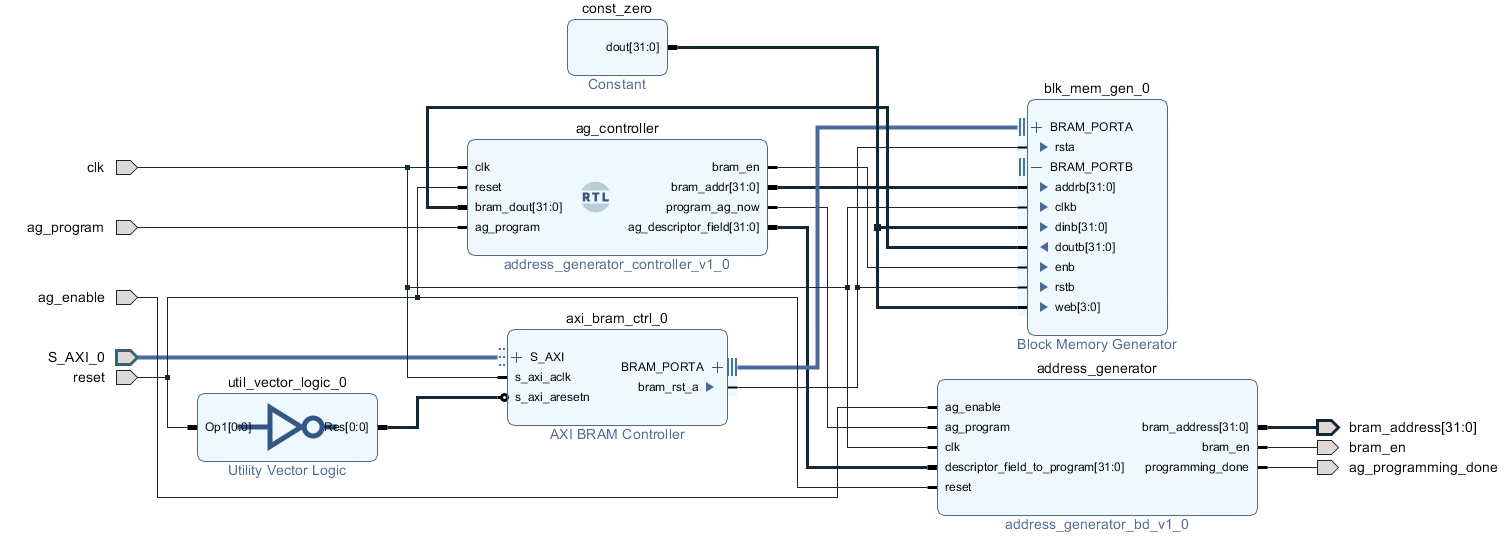 const_zero
dout[31:0]
Constant
blk_mem_gen_0
BRAM_PORTA
rsta
BRAM_PORTB
addrb[31:0]
clkb
dinb[31:0]
doutb[31:0]
enb
rstb
web[3:0]
Block Memory Generator
ag_controller
clk
reset
bram_dout[31:0]
ag_program
RTL
bram_en
bram_addr[31:0]
program_ag_now
ag_descriptor_field[31:0]
address_generator_controller_v1_0
clk
ag_program
ag_enable
S_AXI_0
reset
axi_bram_ctrl_0
S_AXI
s_axi_aclk
s_axi_aresetn
BRAM_PORTA
bram_rst_a
AXI BRAM Controller
util_vector_logic_0
Op1[0:0]
Res[0:0]
Utility Vector Logic
address_generator
ag_enable
ag_program
clk
descriptor_field_to_program[31:0]
reset
bram_address[31:0]
bram_en
programming_done
address_generator_bd_v1_0
bram_address[31:0]
bram_en
ag_programming_done